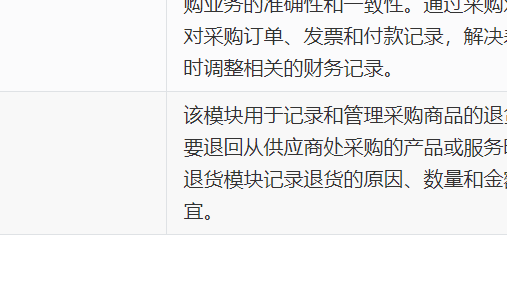 购业务的准确性和一致性。通过采购
对采购订单、发票和付款记录，解决
时调整相关的财务记录。
该模块用于记录和管理采购商品的退
要退回从供应商处采购的产品或服务
退货模块记录退货的原因、数量和金
宜。